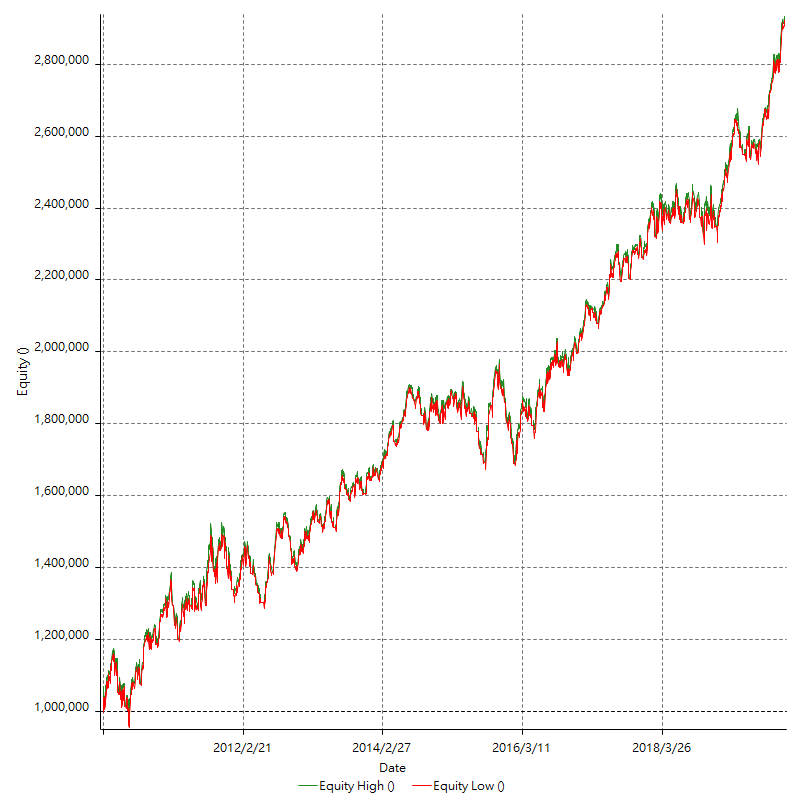 2,800,000
2,600,000
2,400,000
2,200,000
2,000,000
1,800,000
1,600,000
1,400,000
1,200,000
1,000,000
Equity ()
2012/2/21 2014/2/27 2016/3/11 2018/3/26
Date
Equity High () Equity Low ()